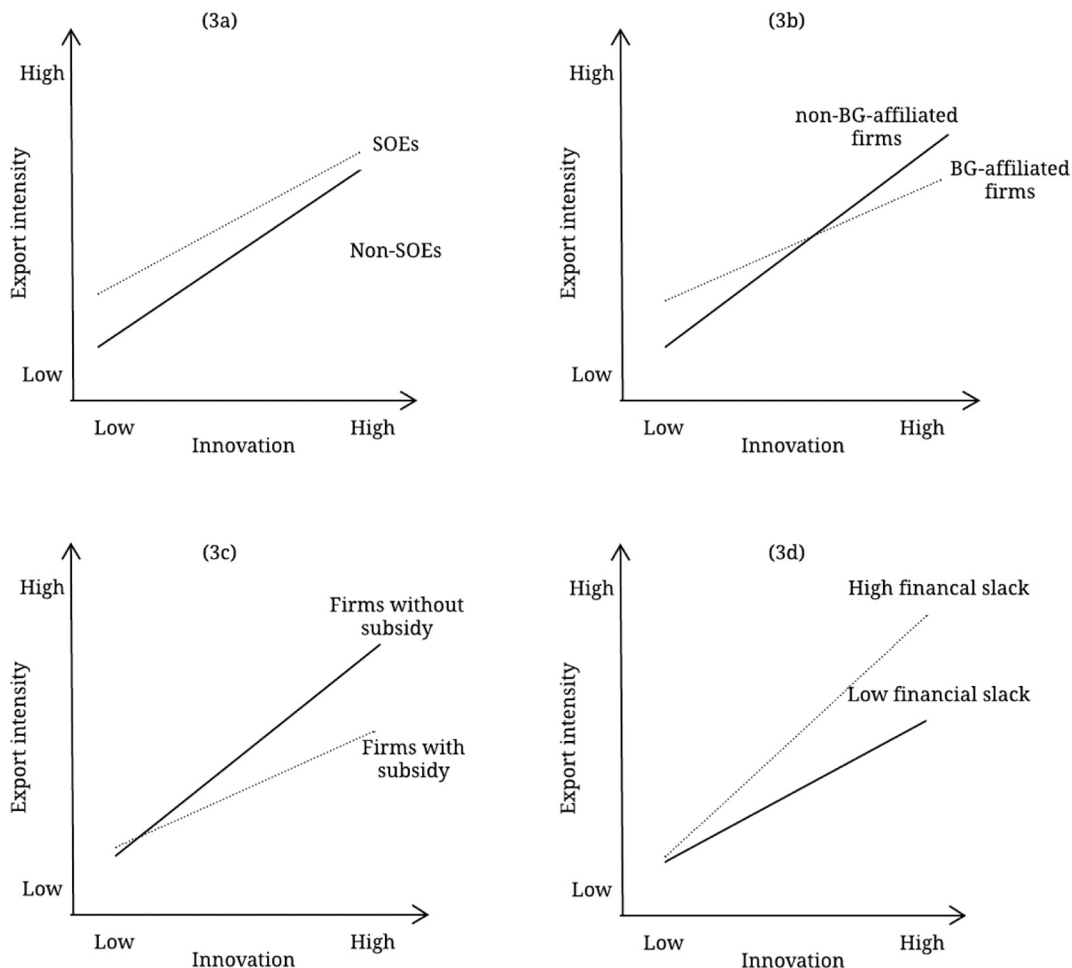 (3a)
High
SOEs
Non-SOEs
Export intensity
Low
Low
High
Innovation
(3b)
High
non-BG-affiliated
firms
BG-affiliated
firms
Export intensity
Low
Low
High
Innovation
(3c)
High
Firms without
subsidy
Firms with
subsidy
Export intensity
Low
Low
High
Innovation
(3d)
High
High financal slack
Low financial slack
Export intensity
Low
Low
High
Innovation